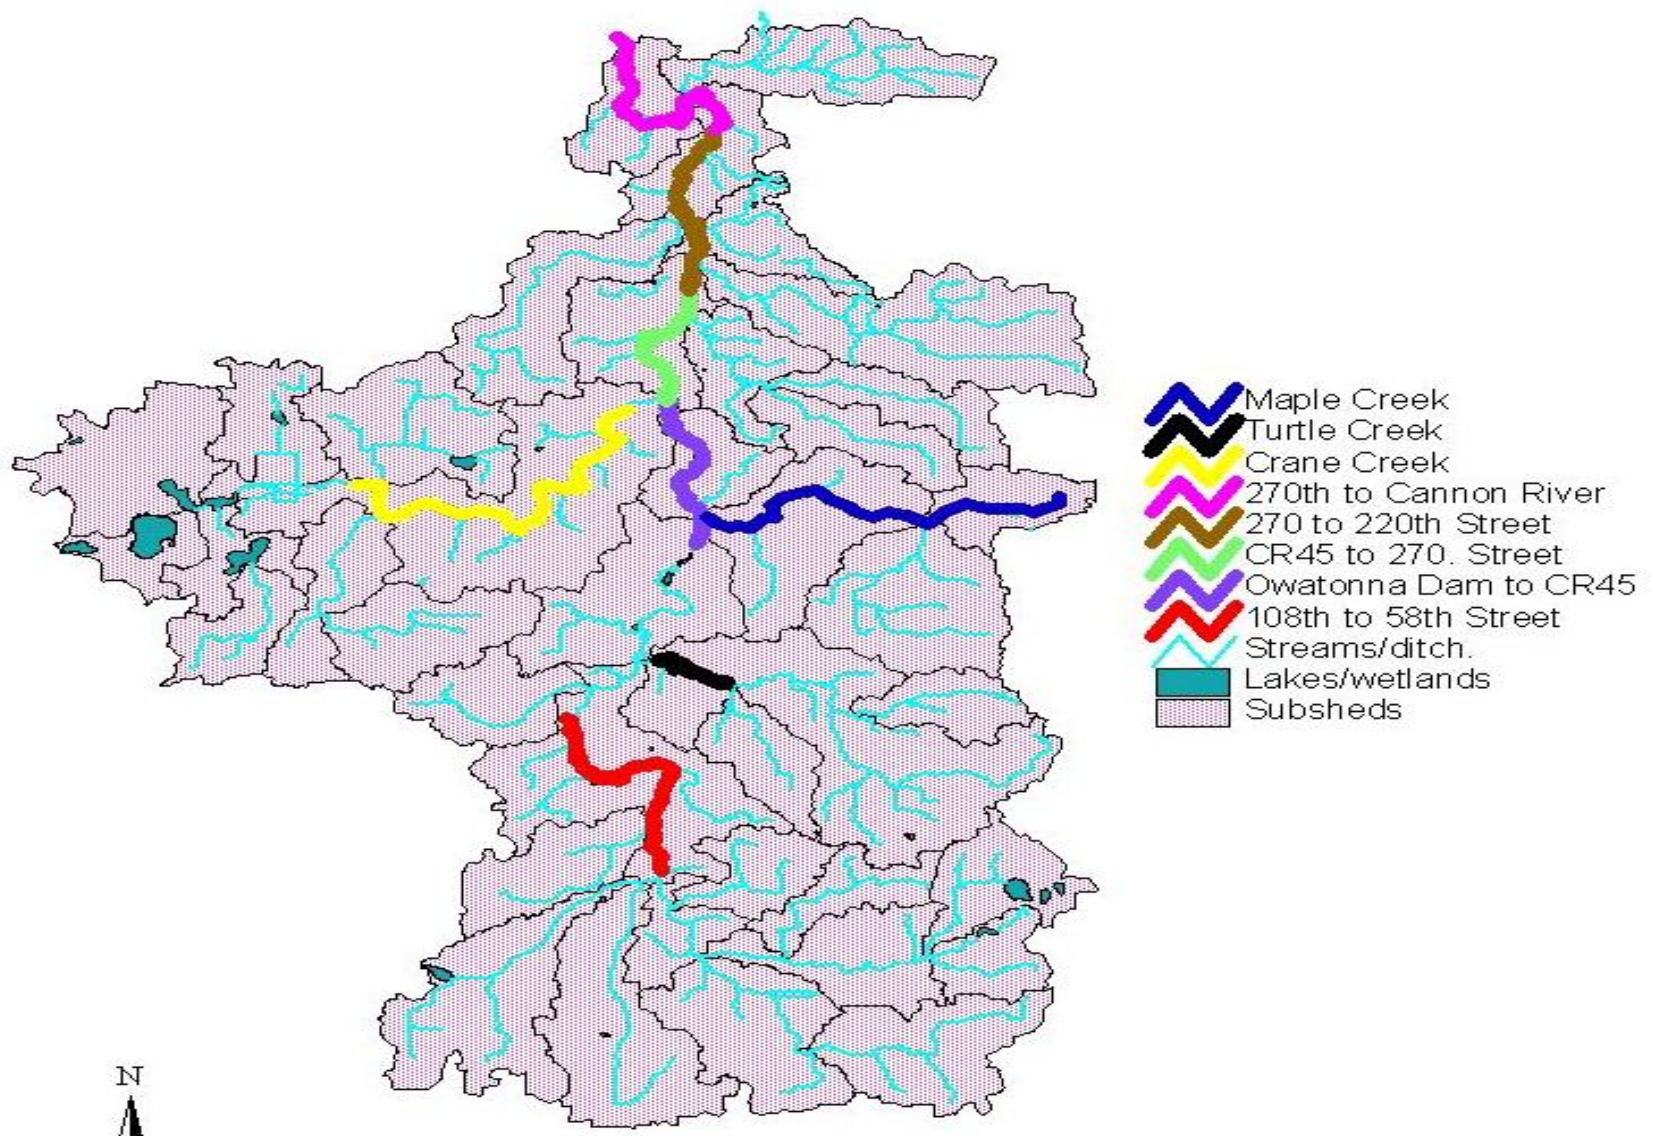 Maple Creek
Turtle Creek
Crane Creek
270th to Cannon River
270 to 220th Street
CR45 to 270. Street
Owatonna Dam to CR45
108th to 58th Street
Streams/ditch.
Lakes/wetlands
Subsheds
N